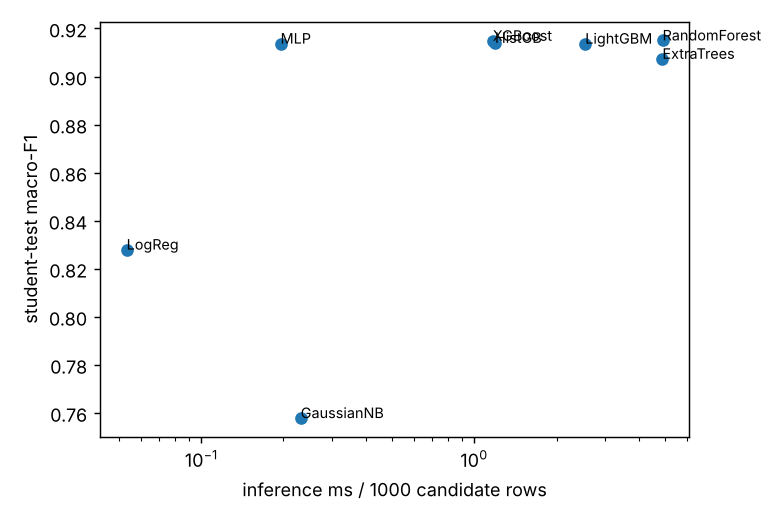 0.92
0.90
0.88
0.86
0.84
0.82
0.80
0.78
0.76
student-test macro-F1
MLP
XGBoost
HistGB
LightGBM
RandomForest
ExtraTrees
LogReg
GaussianNB
10⁻¹
10⁰
inference ms / 1000 candidate rows